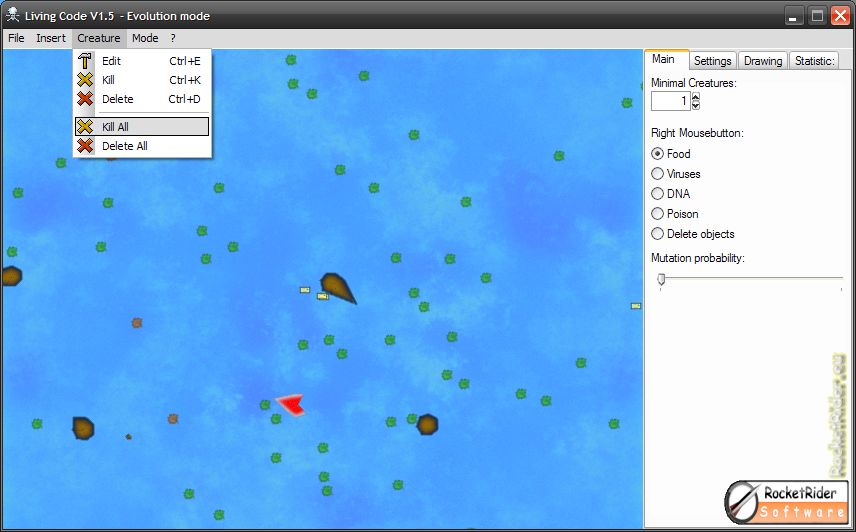 Living Code V1.5 - Evolution mode
File Insert Creature Mode ?
Edit Ctrl+E
Kill Ctrl+K
Delete Ctrl+D
Kill All
Delete All
Main Settings Drawing Statistic:
Minimal Creatures:
1
Right Mousebutton:
Food
Viruses
DNA
Poison
Delete objects
Mutation probability:
RocketRider.eu
RocketRider
Software